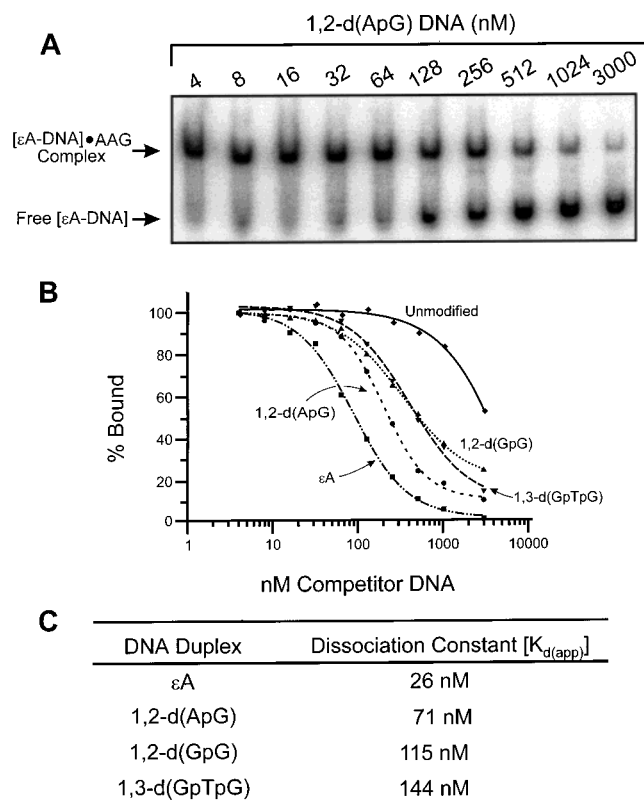 A
1,2-d(ApG) DNA (nM)
4 8 16 32 64 128 256 512 1024 3000
[εA-DNA]•AAG
Complex
Free [εA-DNA]
B
Unmodified
1,2-d(ApG)
εA
1,2-d(GpG)
1,3-d(GpTpG)
% Bound
100
80
60
40
20
0
1 10 100 1000 10000
nM Competitor DNA
C
DNA Duplex Dissociation Constant [Kd(app)]
εA 26 nM
1,2-d(ApG) 71 nM
1,2-d(GpG) 115 nM
1,3-d(GpTpG) 144 nM